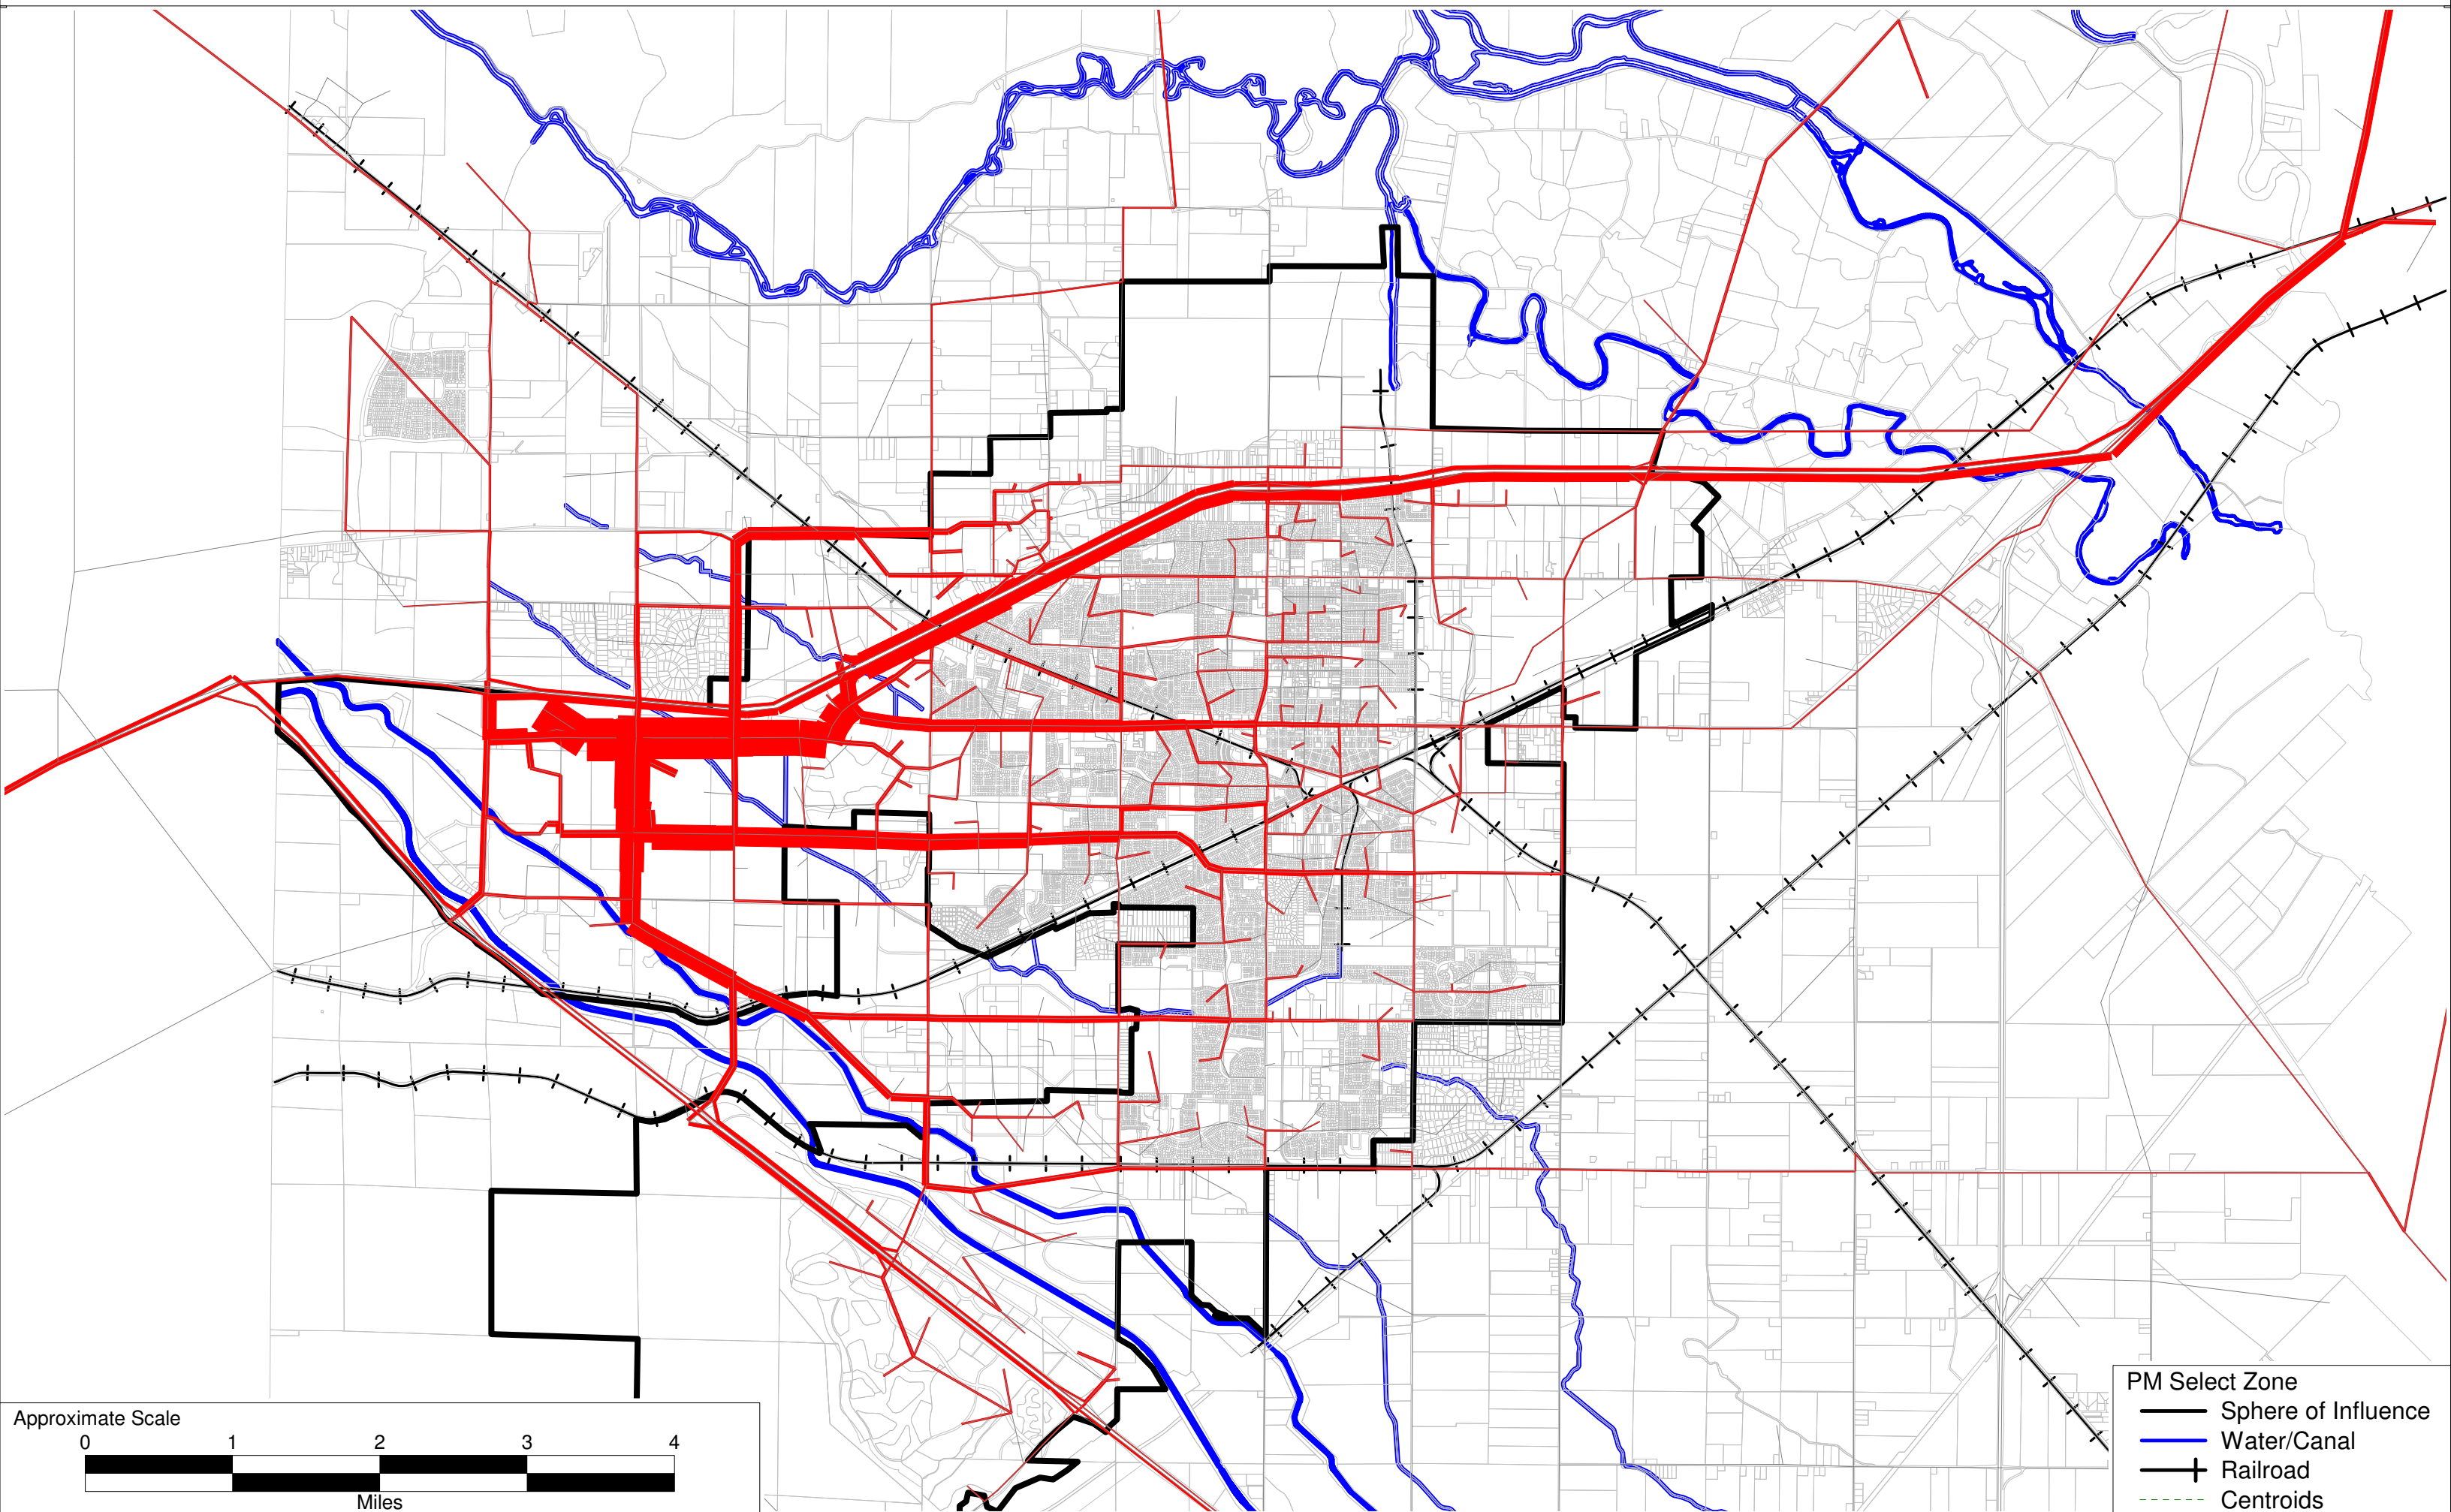 Approximate Scale
0 1 2 3 4
Miles
PM Select Zone
Sphere of Influence
Water/Canal
Railroad
Centroids